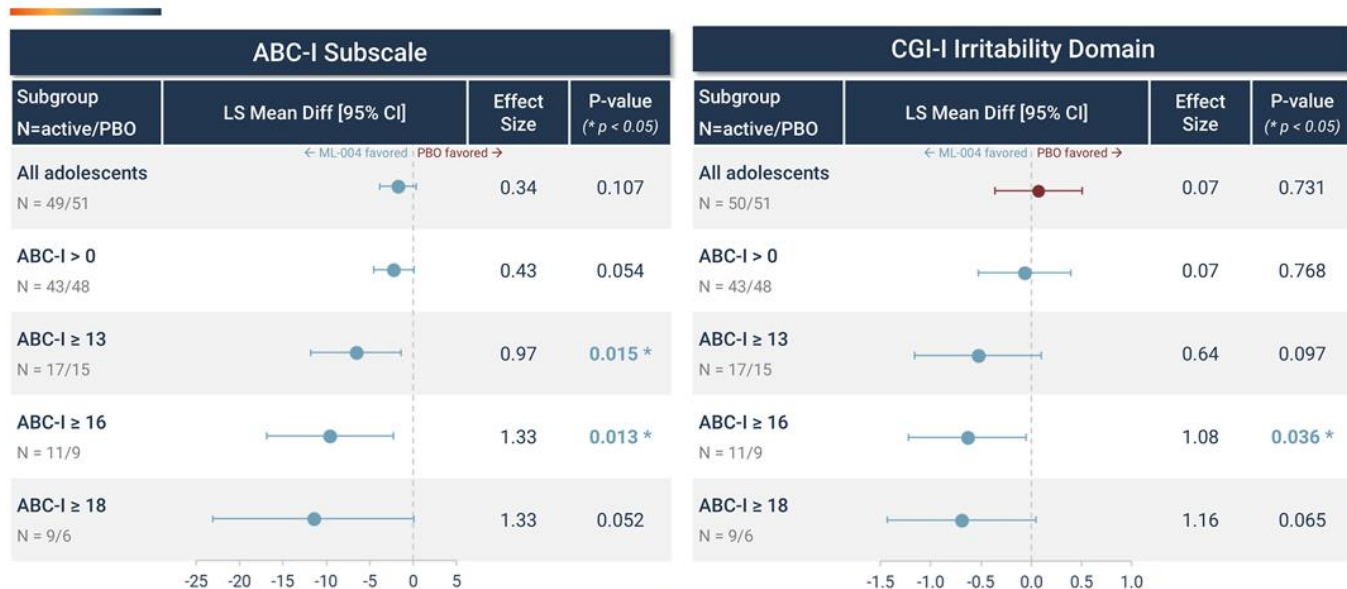 ABC-I Subscale
Subgroup
N=active/PBO
LS Mean Diff [95% CI]
Effect
Size
P-value
(* p < 0.05)
← ML-004 favored
PBO favored →
All adolescents
N = 49/51
0.34
0.107
ABC-I > 0
N = 43/48
0.43
0.054
ABC-I ≥ 13
N = 17/15
0.97
0.015 *
ABC-I ≥ 16
N = 11/9
1.33
0.013 *
ABC-I ≥ 18
N = 9/6
1.33
0.052
-25 -20 -15 -10 -5 0 5
CGI-I Irritability Domain
Subgroup
N=active/PBO
LS Mean Diff [95% CI]
Effect
Size
P-value
(* p < 0.05)
← ML-004 favored
PBO favored →
All adolescents
N = 50/51
0.07
0.731
ABC-I > 0
N = 43/48
0.07
0.768
ABC-I ≥ 13
N = 17/15
0.64
0.097
ABC-I ≥ 16
N = 11/9
1.08
0.036 *
ABC-I ≥ 18
N = 9/6
1.16
0.065
-1.5 -1.0 -0.5 0.0 0.5 1.0